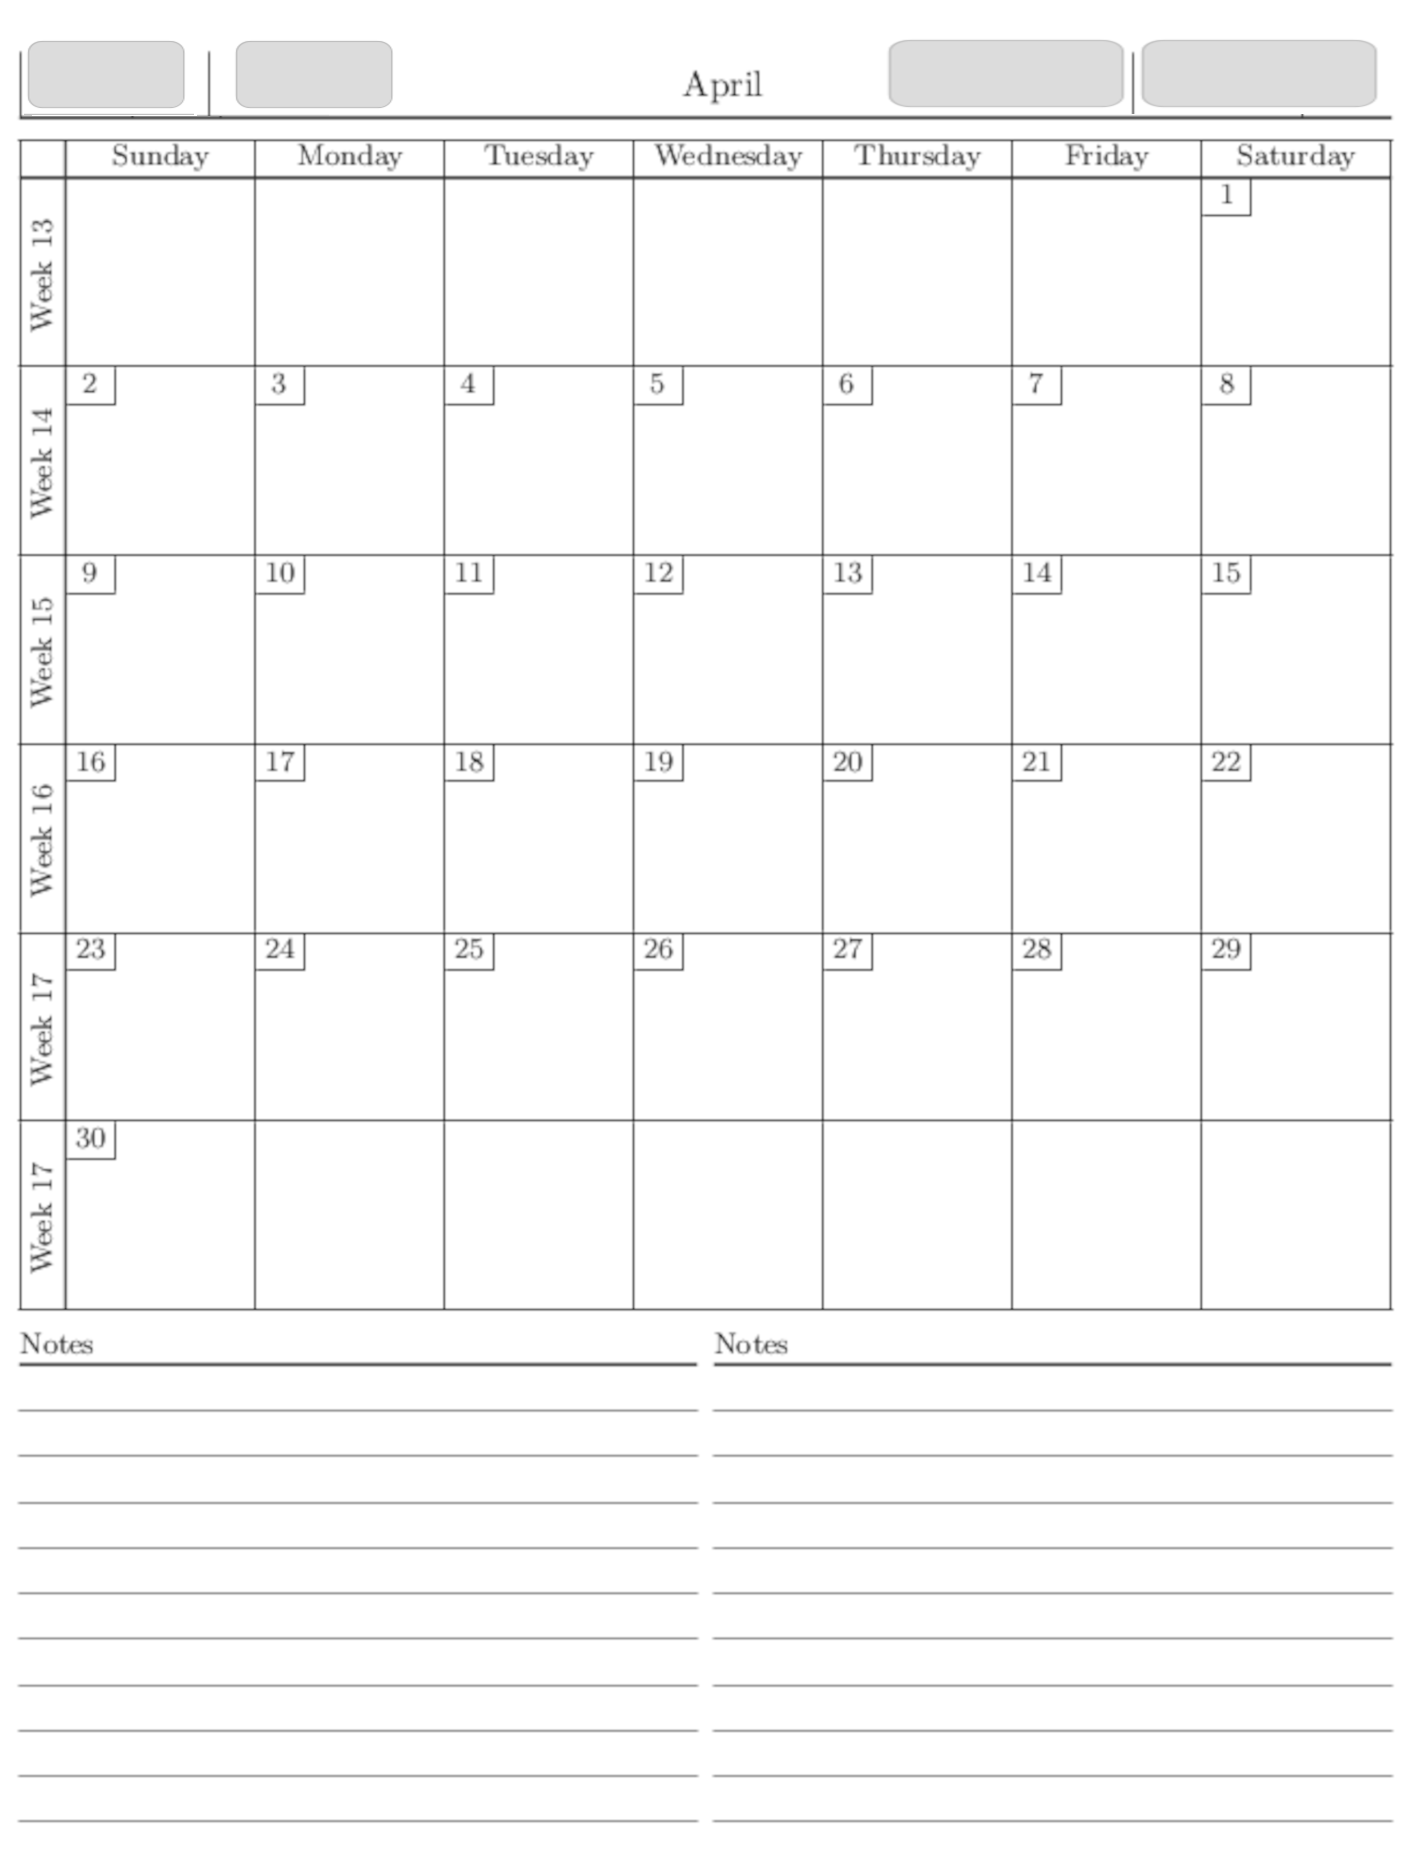 April
Sunday Monday Tuesday Wednesday Thursday Friday Saturday
Week 13
1
Week 14
2 3 4 5 6 7 8
Week 15
9 10 11 12 13 14 15
Week 16
16 17 18 19 20 21 22
Week 17
23 24 25 26 27 28 29
Week 17
30
Notes Notes